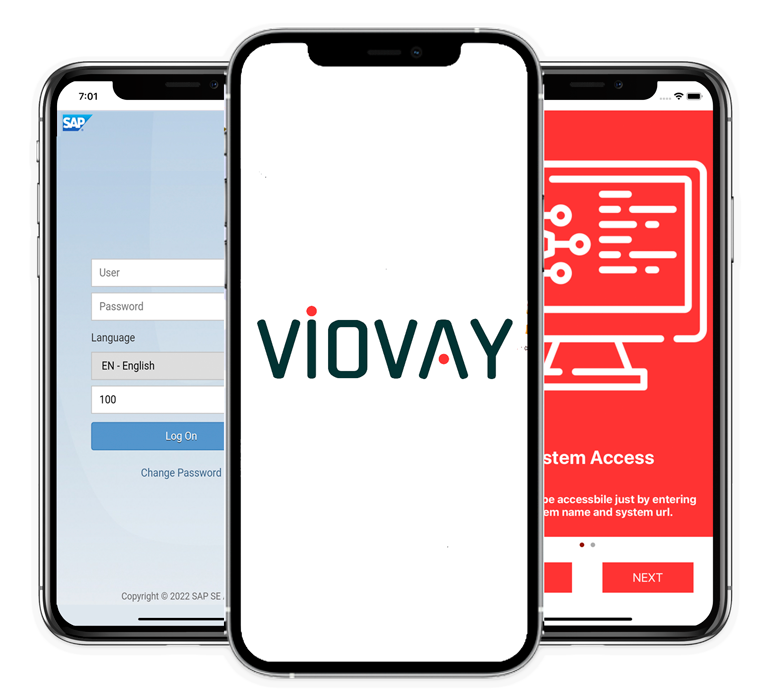 7:01
SAP
User
Password
Language
EN - English
100
Log On
Change Password
Copyright © 2022 SAP SE
VIOVAY
stem Access
be accessbile just by entering
em name and system url.
NEXT